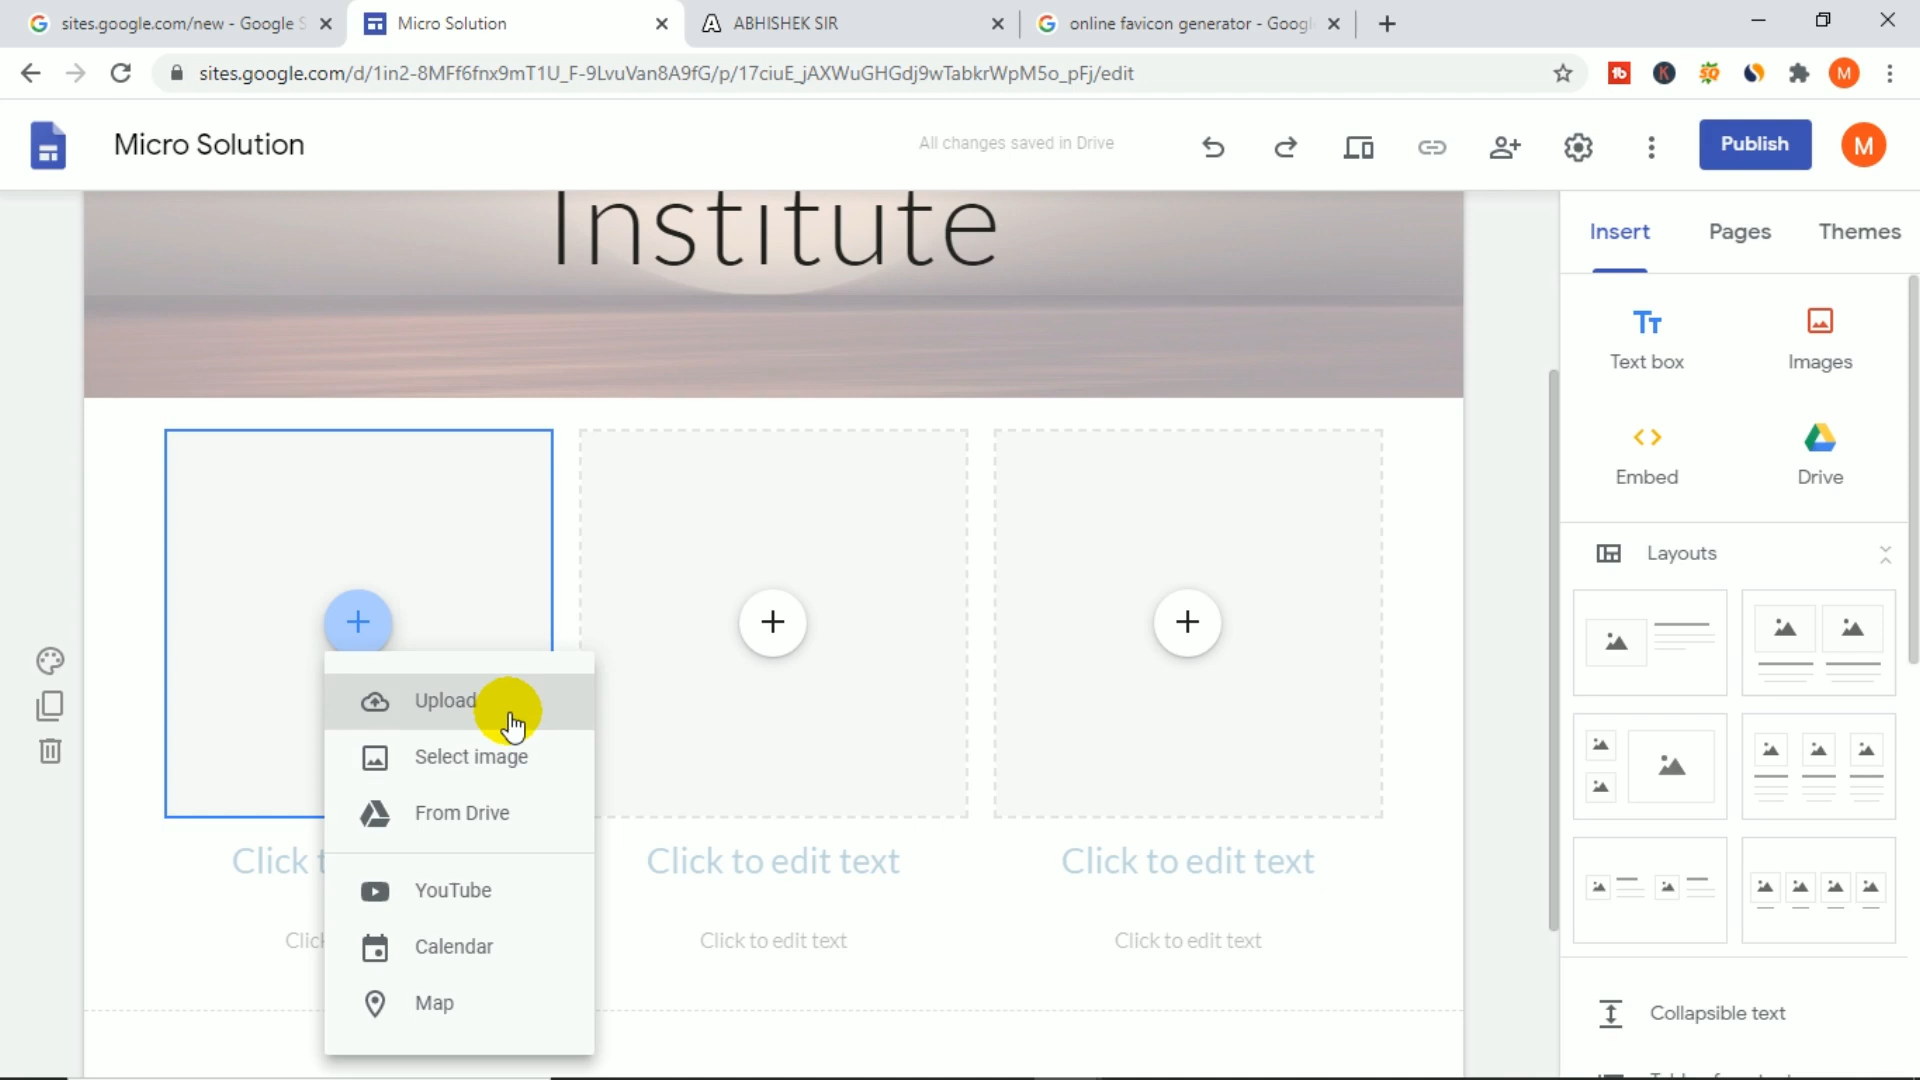 sites.google.com/new - Google S
Micro Solution
ABHISHEK SIR
online favicon generator - Googl
sites.google.com/d/1in2-8MFf6fnx9mT1U_F-9LvuVan8A9fG/p/17ciuE_jAXWuGHGdj9wTabkrWpM5o_pFj/edit
M
Micro Solution
All changes saved in Drive
Publish
M
Institute
Insert
Pages
Themes
Text box
Images
Embed
Drive
Layouts
Upload
Select image
From Drive
YouTube
Calendar
Map
Click t
Click to edit text
Click to edit text
Clic
Click to edit text
Click to edit text
Collapsible text